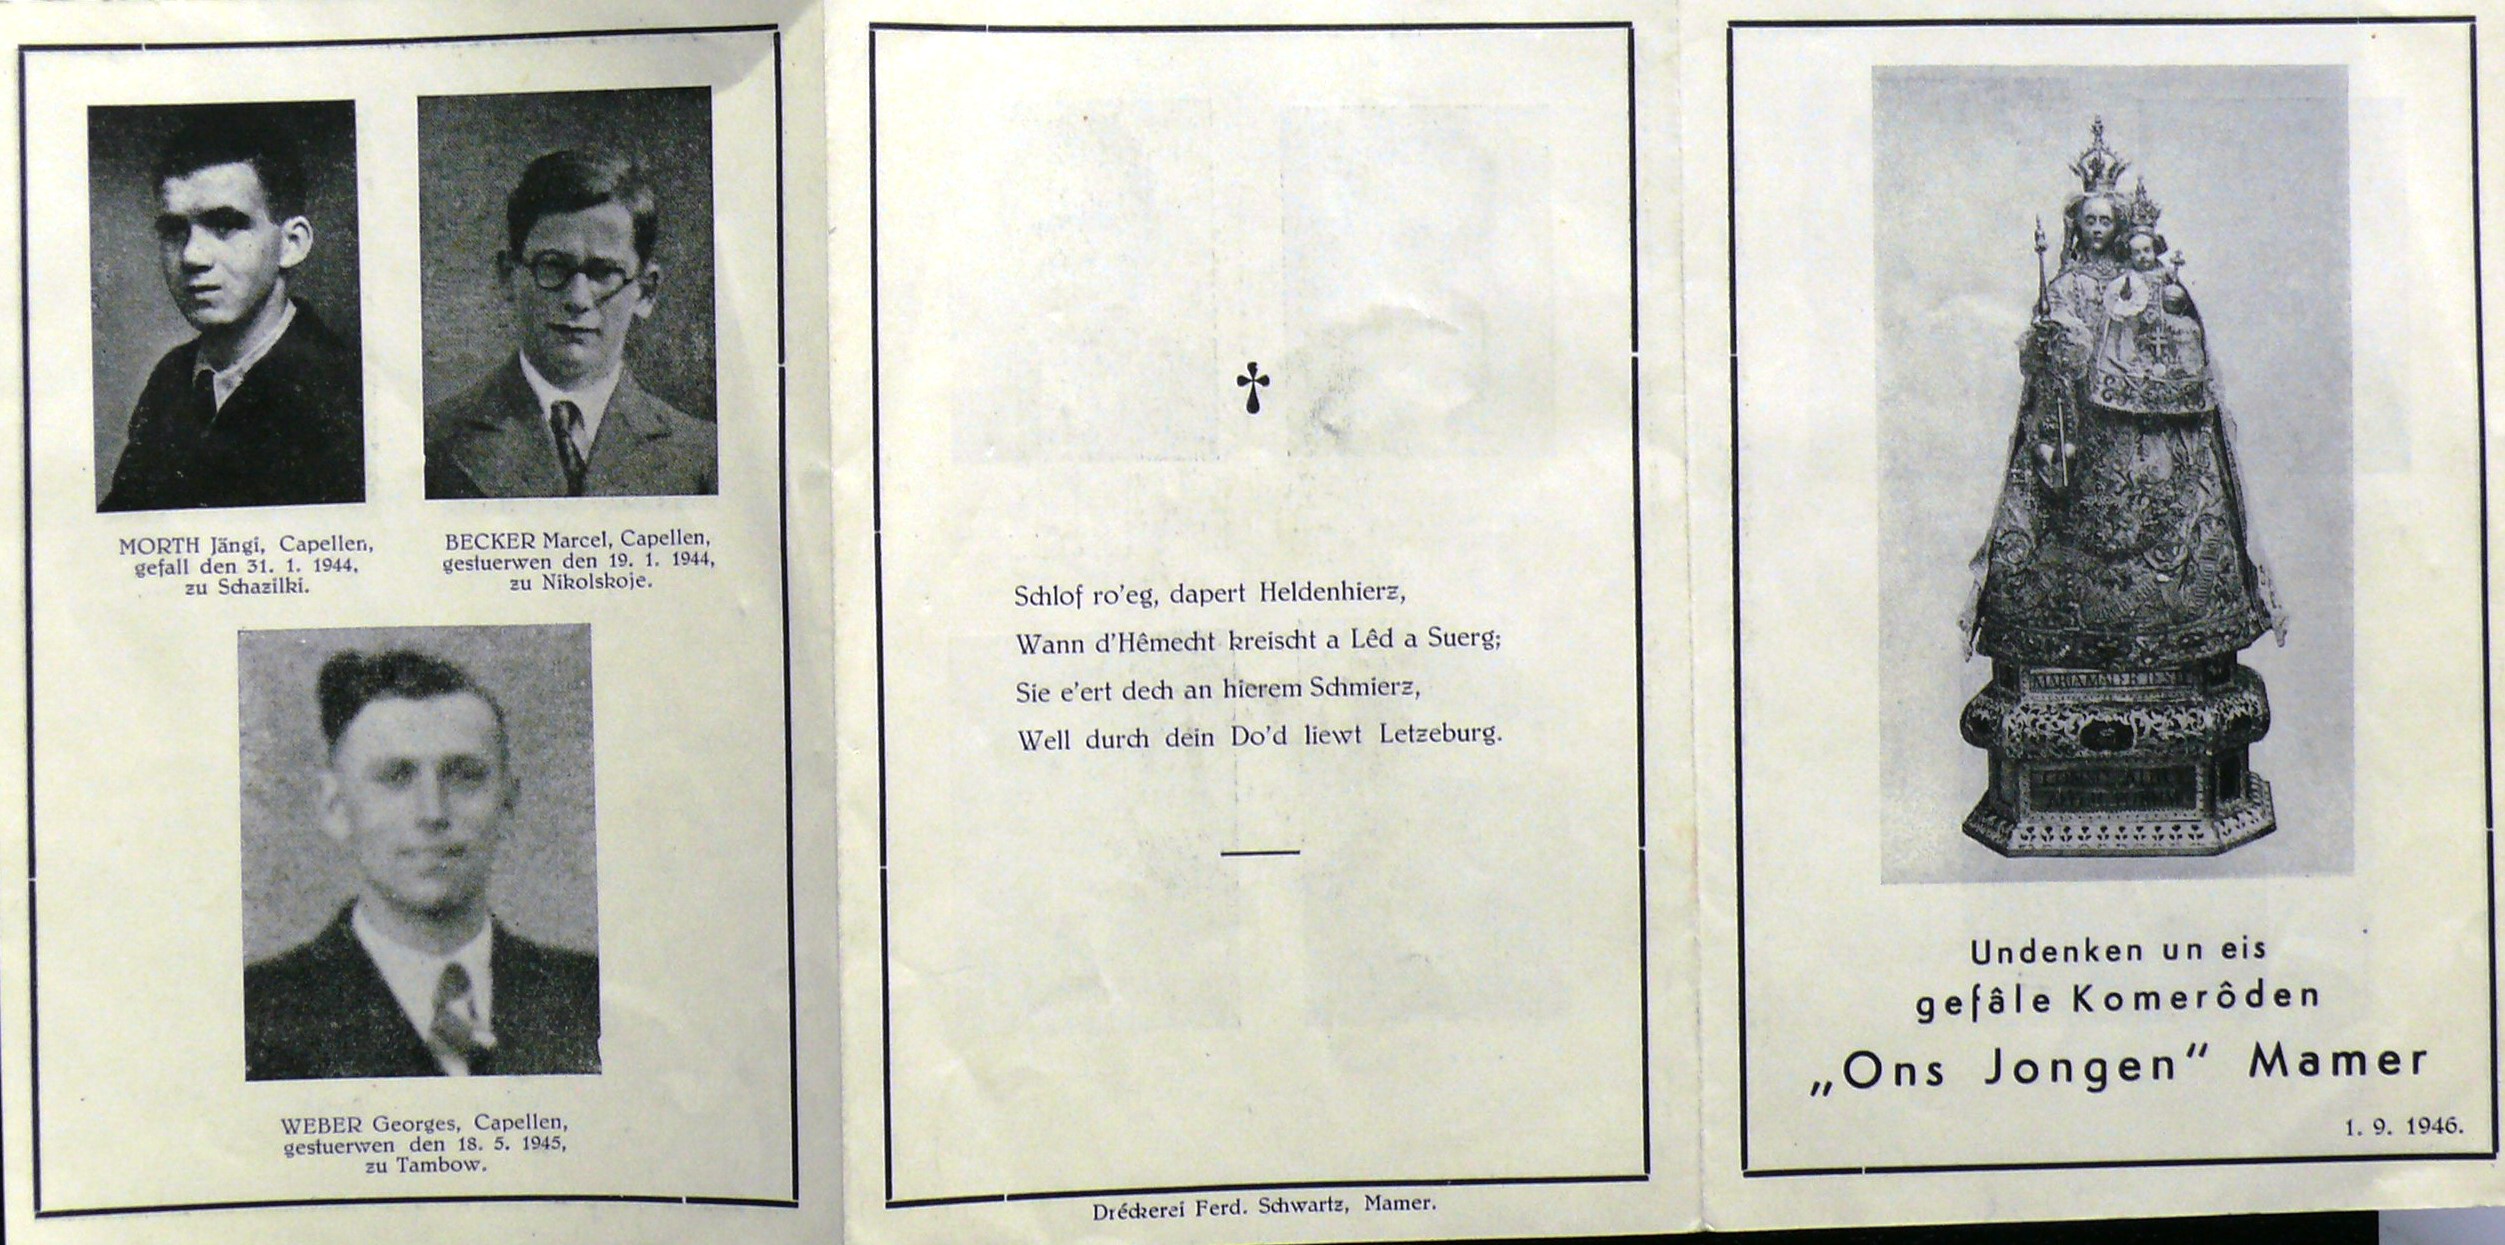 MORTH Jängi, Capellen,
gefall den 31. 1. 1944,
zu Schazilki.
BECKER Marcel, Capellen,
gestuerwen den 19. 1. 1944,
zu Nikolskoje.
WEBER Georges, Capellen,
gestuerwen den 18. 5. 1945,
zu Tambow.
Schlof ro'eg, dapert Heldenhierz,
Wann d'Hêmecht kreischt a Lêd a Suerg;
Sie e'ert dech an hirem Schmierz,
Well durch dein Do'd liewt Letzeburg.
Dréckerei Ferd. Schwartz, Mamer.
MARIA MATER
Undenken un eis
gefâle Komerôden
„Ons Jongen“ Mamer
1. 9. 1946.